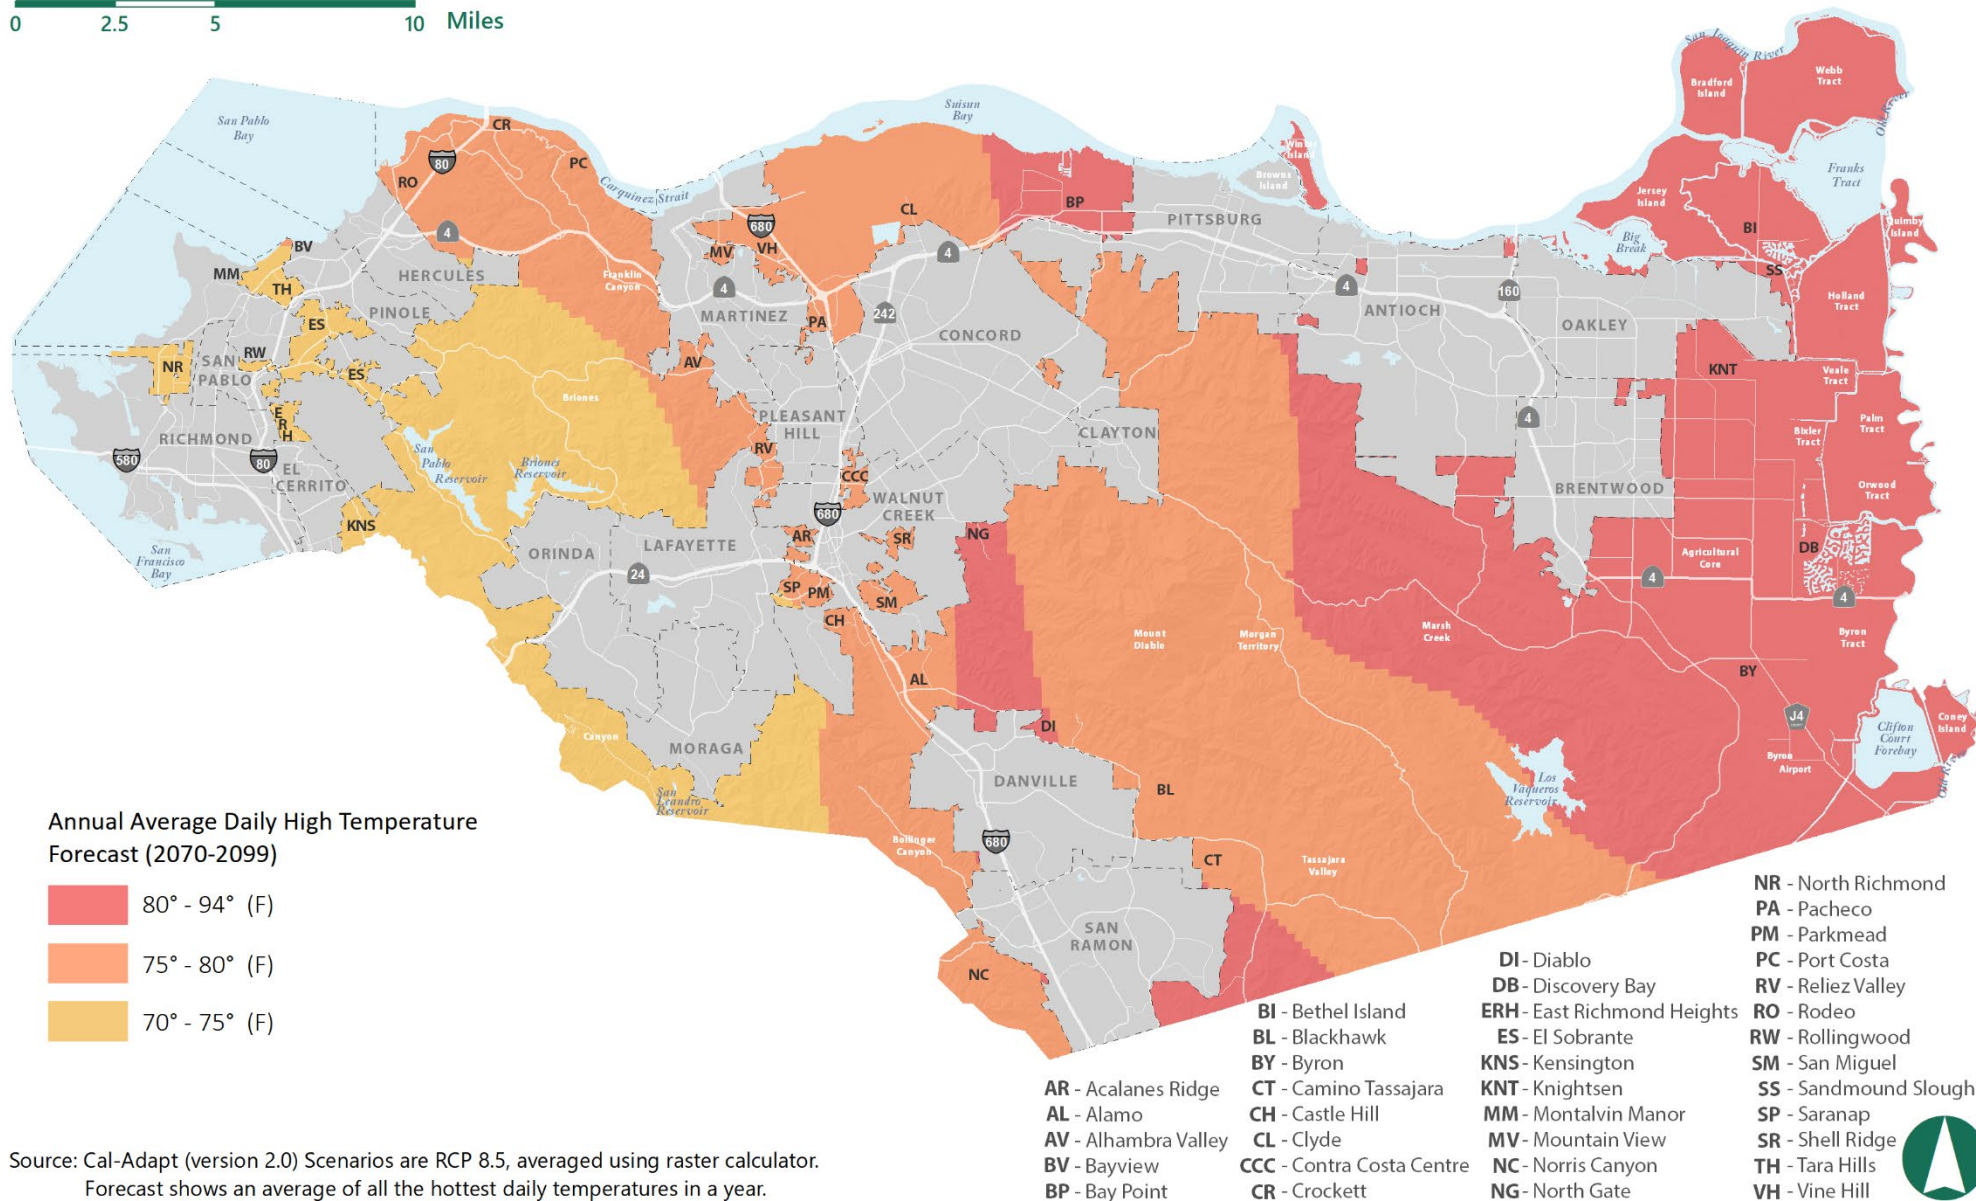 0 2.5 5 10 Miles
San Joaquin River
Webb
Tract
Bradford
Island
Old River
San Pablo
Bay
Suisun
Bay
CR
80
PC
RO
Carquinez Strait
Winter
Island
Browns
Island
Franks
Tract
Jersey
Island
BP
CL
PITTSBURG
Quimby
Island
BI
Big
Break
680
VH
MV
4
4
BV
MM
TH
HERCULES
Franklin
Canyon
4
4
SS
160
Holland
Tract
PINOLE
ES
MARTINEZ
PA
242
CONCORD
ANTIOCH
OAKLEY
RW
NR
SAN
PABLO
ES
AV
KNT
Veale
Tract
Briones
E
R
H
PLEASANT
HILL
CLAYTON
4
Palm
Tract
Bixler
Tract
RICHMOND
580
80
EL
CERRITO
San
Pablo
Reservoir
Briones
Reservoir
RV
CCC
WALNUT
CREEK
BRENTWOOD
Orwood
Tract
KNS
680
San
Francisco
Bay
ORINDA
LAFAYETTE
AR
SR
NG
Agricultural
Core
DB
24
SP
PM
SM
4
4
CH
Mount
Diablo
Morgan
Territory
Marsh
Creek
Byron
Tract
AL
BY
Canyon
MORAGA
DI
J4
Clifton
Court
Forebay
Coney
Island
Old River
DANVILLE
BL
Byron
Airport
San
Leandro
Reservoir
Los
Vaqueros
Reservoir
Bollinger
Canyon
680
CT
Tassajara
Valley
SAN
RAMON
NC
Annual Average Daily High Temperature
Forecast (2070-2099)
80° - 94° (F)
75° - 80° (F)
70° - 75° (F)
AR - Acalanes Ridge
AL - Alamo
AV - Alhambra Valley
BV - Bayview
BP - Bay Point
BI - Bethel Island
BL - Blackhawk
BY - Byron
CT - Camino Tassajara
CH - Castle Hill
CL - Clyde
CCC - Contra Costa Centre
CR - Crockett
DI - Diablo
DB - Discovery Bay
ERH - East Richmond Heights
ES - El Sobrante
KNS - Kensington
KNT - Knightsen
MM - Montalvin Manor
MV - Mountain View
NC - Norris Canyon
NG - North Gate
NR - North Richmond
PA - Pacheco
PM - Parkmead
PC - Port Costa
RV - Reliez Valley
RO - Rodeo
RW - Rollingwood
SM - San Miguel
SS - Sandmound Slough
SP - Saranap
SR - Shell Ridge
TH - Tara Hills
VH - Vine Hill
Source: Cal-Adapt (version 2.0) Scenarios are RCP 8.5, averaged using raster calculator.
Forecast shows an average of all the hottest daily temperatures in a year.